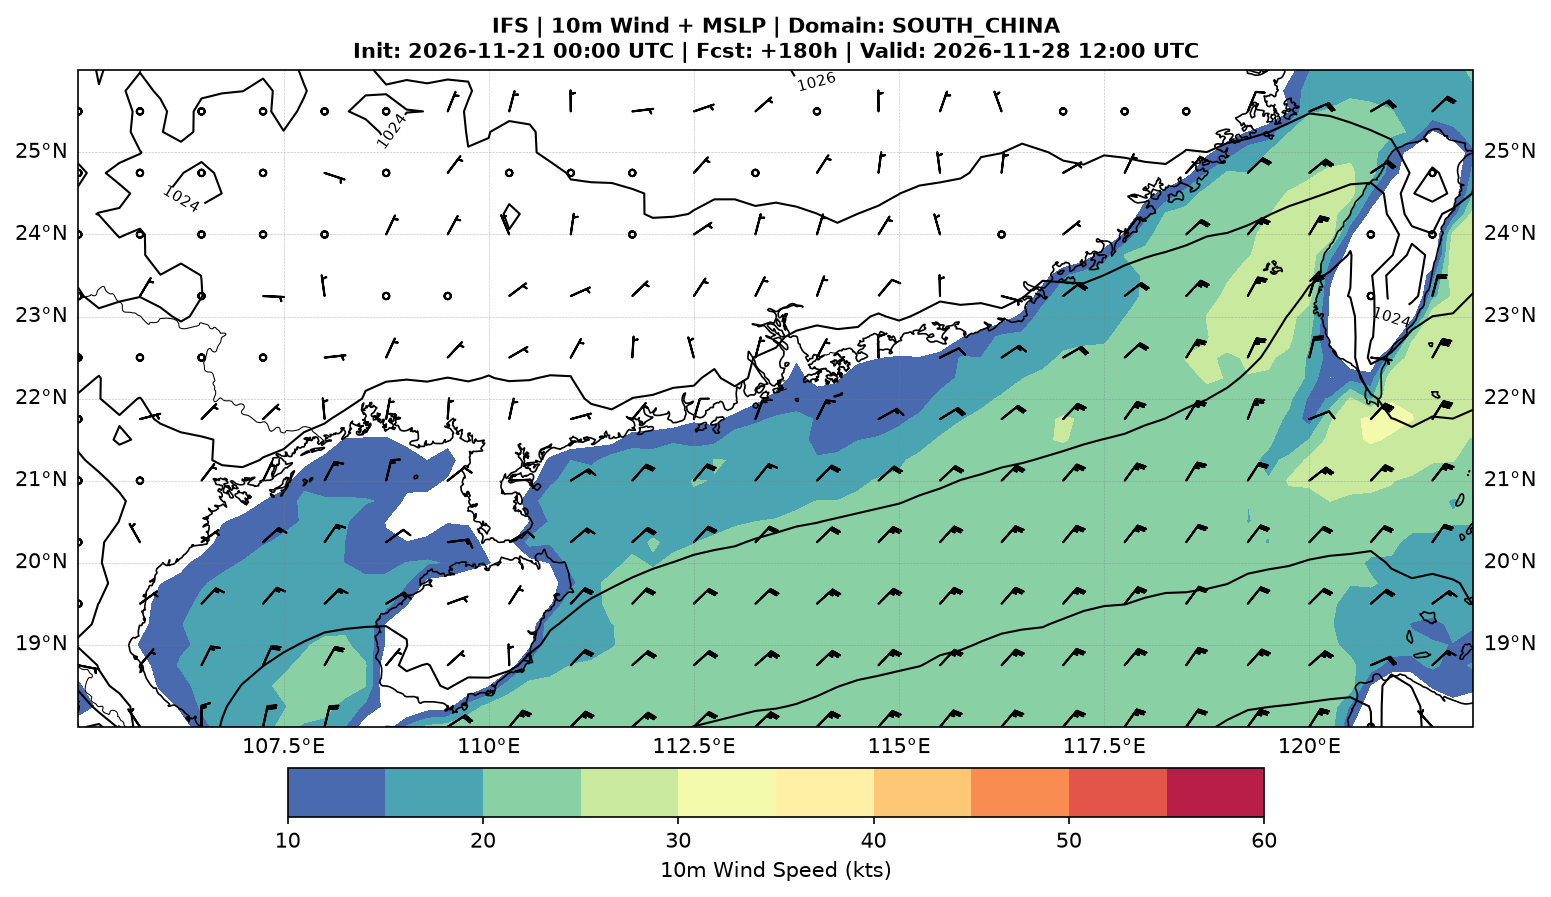 IFS | 10m Wind + MSLP | Domain: SOUTH_CHINA
Init: 2026-11-21 00:00 UTC | Fcst: +180h | Valid: 2026-11-28 12:00 UTC
1026
1024
1024
1024
25°N
25°N
24°N
24°N
23°N
23°N
22°N
22°N
21°N
21°N
20°N
20°N
19°N
19°N
107.5°E
110°E
112.5°E
115°E
117.5°E
120°E
10
20
30
40
50
60
10m Wind Speed (kts)